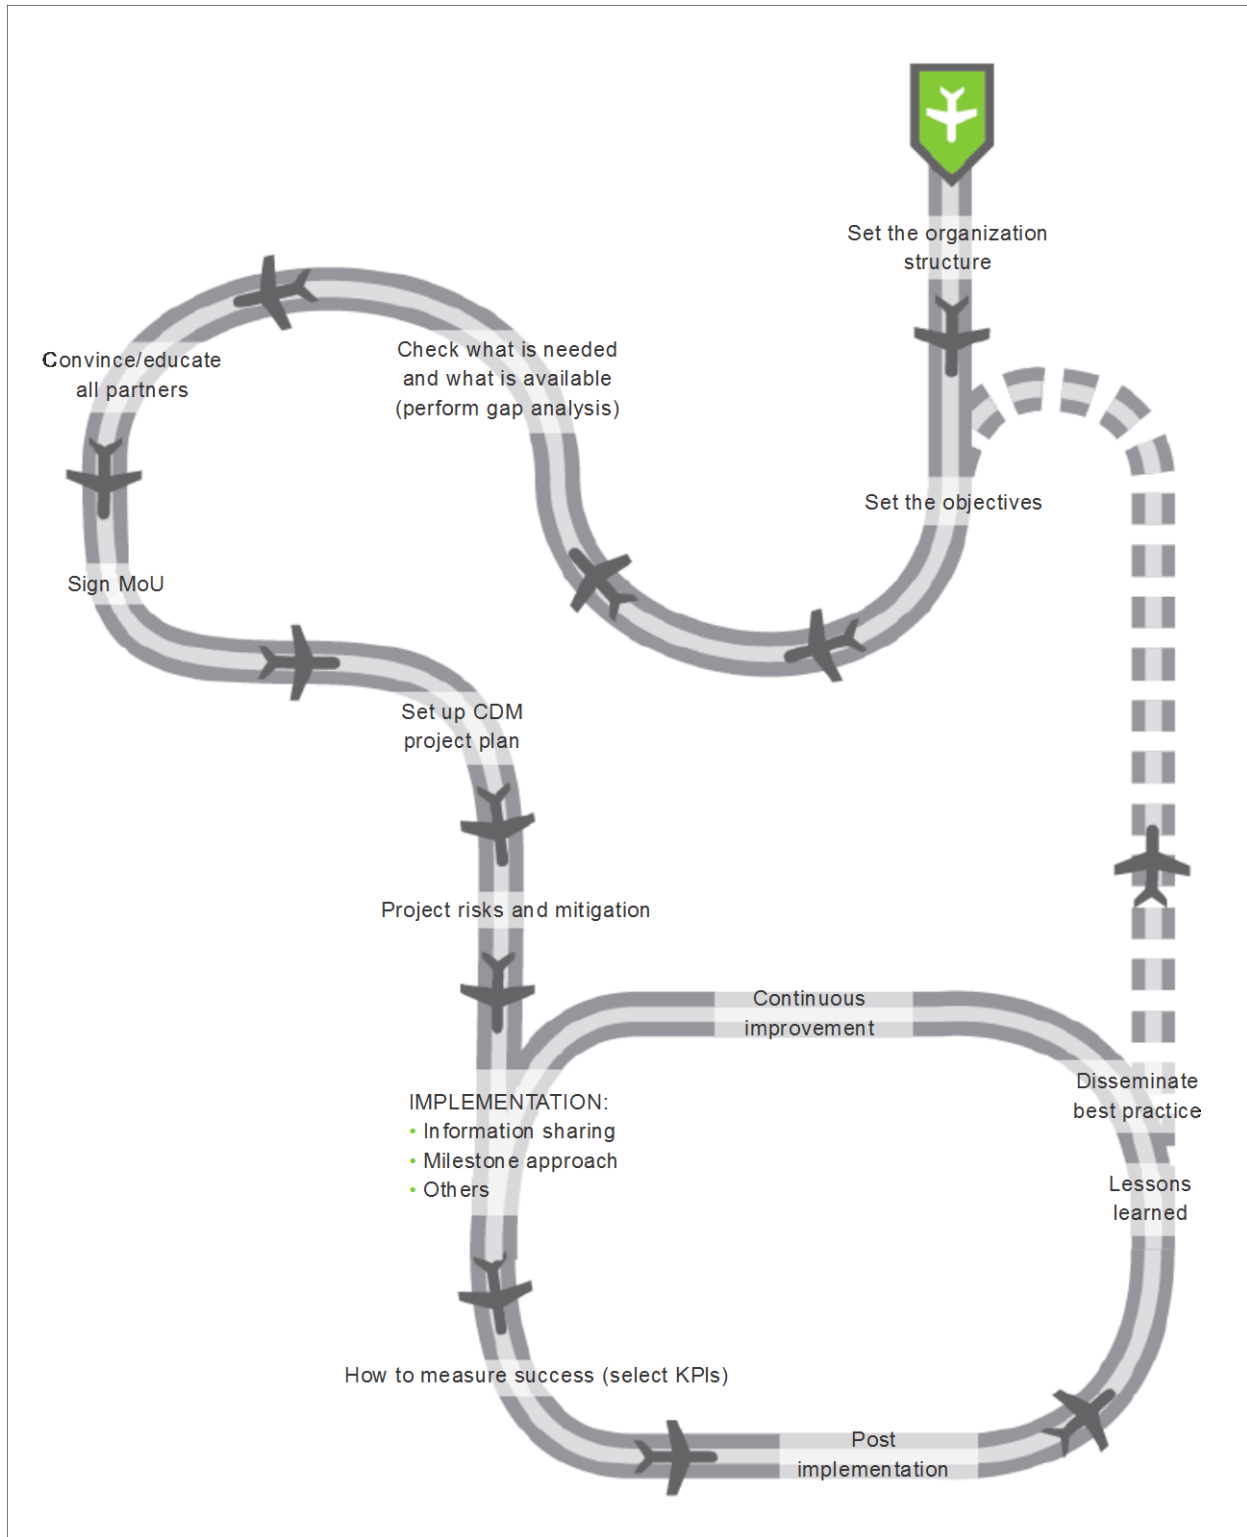 Set the organization
structure
Set the objectives
Check what is needed
and what is available
(perform gap analysis)
Convince/educate
all partners
Sign MoU
Set up CDM
project plan
Project risks and mitigation
IMPLEMENTATION:
• Information sharing
• Milestone approach
• Others
How to measure success (select KPIs)
Post
implementation
Lessons
learned
Disseminate
best practice
Continuous
improvement